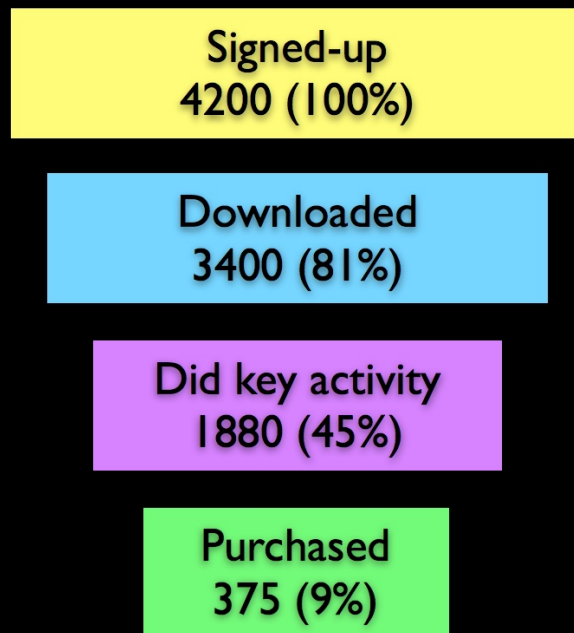 Signed-up
4200 (100%)
Downloaded
3400 (81%)
Did key activity
1880 (45%)
Purchased
375 (9%)